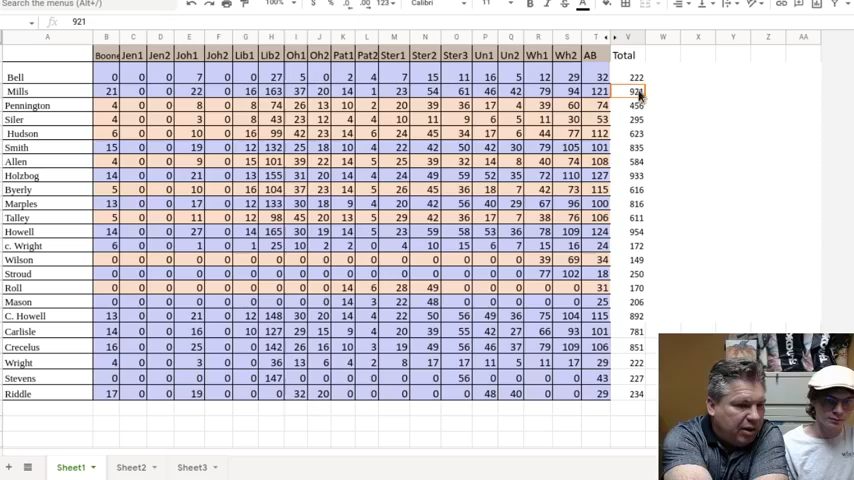 Search the menus (Alt+/)
100% $ % .0 .00 123 Calibri 11
fx 921
A B C D E F G H I J K L M N O P Q R S T V W X Y Z AA
Boone Jen1 Jen2 Joh1 Joh2 Lib1 Lib2 Oh1 Oh2 Pat1 Pat2 Ster1 Ster2 Ster3 Un1 Un2 Wh1 Wh2 AB Total
Bell 0 0 0 7 0 0 27 5 0 2 4 7 15 11 16 5 12 29 32 222
Mills 21 0 0 22 0 16 163 37 20 14 1 23 54 61 46 42 79 94 121 921
Pennington 4 0 0 8 0 8 74 26 13 10 2 20 39 36 17 4 39 60 74 456
Siler 4 0 0 3 0 8 43 23 12 4 4 10 11 9 6 5 11 30 53 295
Hudson 6 0 0 10 0 16 99 42 23 14 6 24 45 34 17 6 44 77 112 623
Smith 15 0 0 19 0 12 132 25 18 10 4 22 42 50 42 30 79 105 101 835
Allen 4 0 0 9 0 15 101 39 22 14 5 25 39 32 14 8 40 74 108 584
Holzbog 14 0 0 21 0 13 155 31 20 14 4 24 49 59 52 35 72 110 127 933
Byerly 5 0 0 10 0 16 104 37 23 14 5 26 45 36 18 7 42 73 115 616
Marples 13 0 0 17 0 12 133 30 18 9 4 20 42 56 40 29 67 96 100 816
Talley 5 0 0 11 0 12 98 45 20 13 5 29 42 36 17 7 38 76 106 611
Howell 14 0 0 27 0 14 165 30 19 14 5 23 59 58 53 36 78 109 124 954
c. Wright 6 0 0 1 0 1 25 10 2 2 0 4 10 15 6 7 15 16 24 172
Wilson 0 0 0 0 0 0 0 0 0 0 0 0 0 0 0 0 39 69 34 149
Stroud 0 0 0 0 0 0 0 0 0 0 0 0 0 0 0 0 77 102 18 250
Roll 0 0 0 0 0 0 0 0 0 14 6 28 49 0 0 0 0 0 31 170
Mason 0 0 0 0 0 0 0 0 0 14 3 22 48 0 0 0 0 0 25 206
C. Howell 13 0 0 21 0 12 148 30 20 14 4 22 50 56 49 36 75 104 115 892
Carlisle 14 0 0 16 0 10 127 29 15 9 4 20 39 55 42 27 66 93 101 781
Crecelus 16 0 0 25 0 0 142 26 16 10 3 19 49 56 47 36 79 109 106 851
Wright 4 0 0 3 0 0 36 13 6 4 2 8 17 17 11 5 11 17 29 222
Stevens 0 0 0 0 0 0 147 0 0 0 0 0 0 56 0 0 0 0 43 227
Riddle 17 0 0 19 0 0 0 32 20 0 0 0 0 0 48 40 0 0 29 234
Sheet1 Sheet2 Sheet3